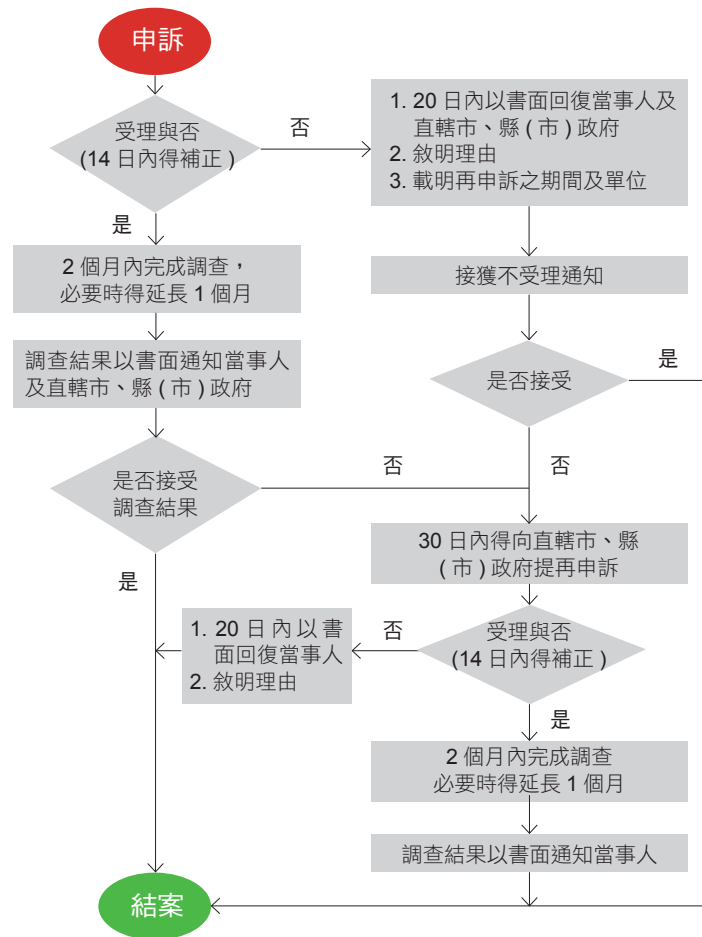 申訴
受理與否
(14 日內得補正 )
否
1. 20 日內以書面回復當事人及
直轄市、縣 ( 市 ) 政府
2. 敘明理由
3. 載明再申訴之期間及單位
是
2 個月內完成調查，
必要時得延長 1 個月
接獲不受理通知
調查結果以書面通知當事人
及直轄市、縣 ( 市 ) 政府
是否接受
是
是否接受
調查結果
否
否
30 日內得向直轄市、縣
( 市 ) 政府提再申訴
是
1. 20 日 內 以 書
面回復當事人
2. 敘明理由
否
受理與否
(14 日內得補正 )
是
2 個月內完成調查
必要時得延長 1 個月
調查結果以書面通知當事人
結案